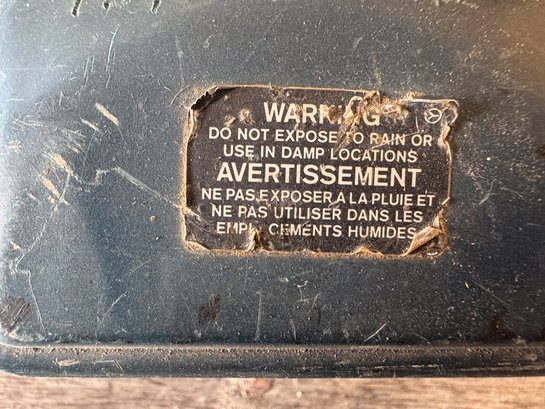 WARNING
DO NOT EXPOSE TO RAIN OR
USE IN DAMP LOCATIONS
AVERTISSEMENT
NE PAS EXPOSER A LA PLUIE ET
NE PAS UTILISER DANS LES
EMPLACEMENTS HUMIDES